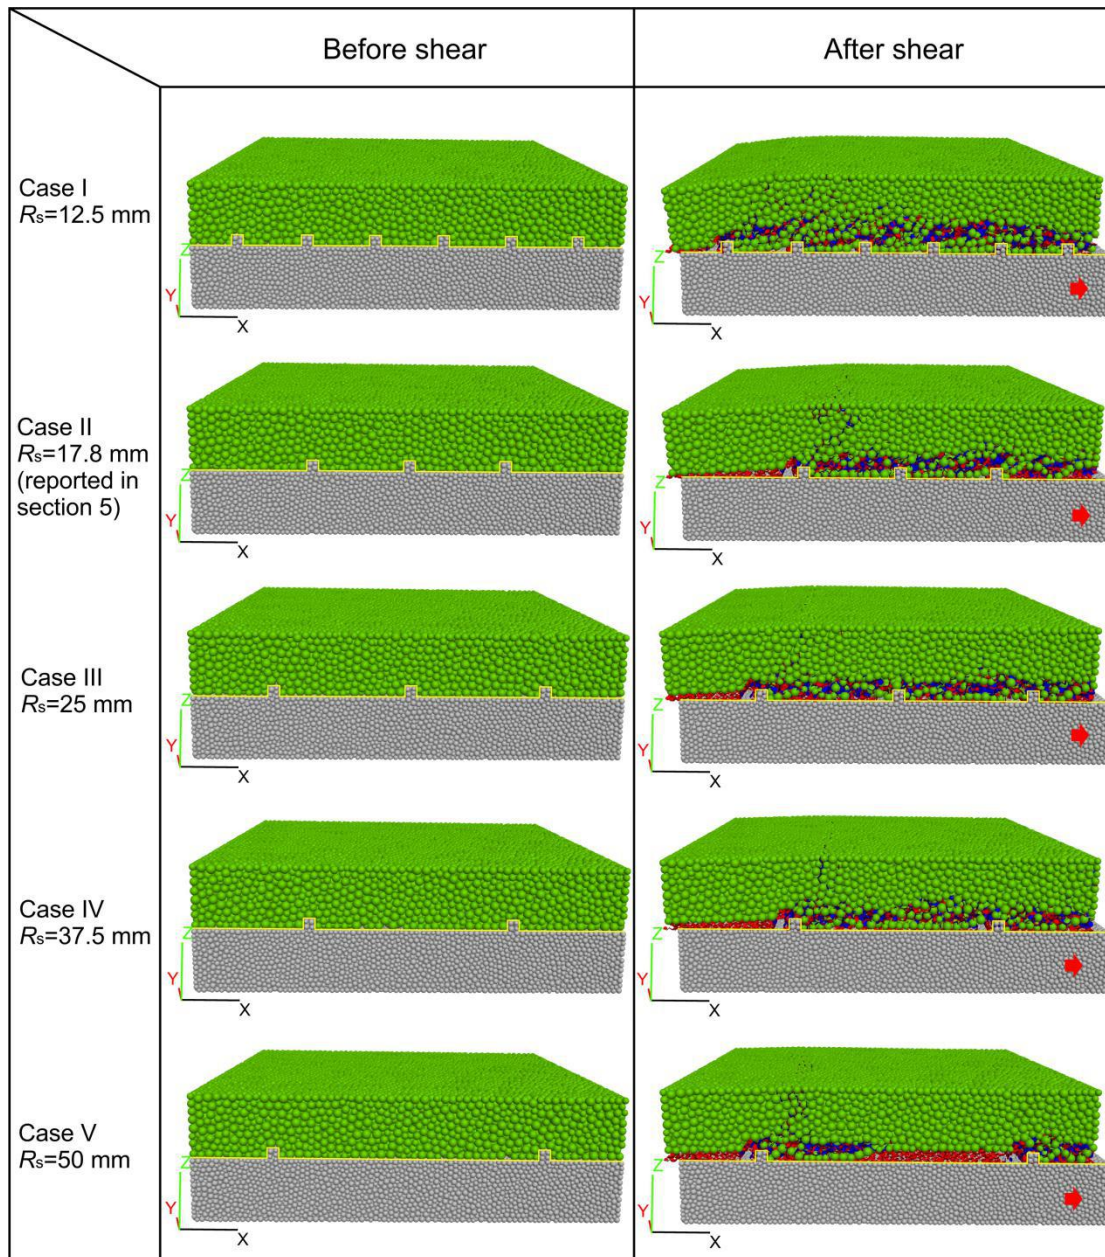 Before shear
After shear
Case I
Rs=12.5 mm
Z
Y
X
Z
Y
X
Case II
Rs=17.8 mm
(reported in
section 5)
Z
Y
X
Z
Y
X
Case III
Rs=25 mm
Z
Y
X
Z
Y
X
Case IV
Rs=37.5 mm
Z
Y
X
Z
Y
X
Case V
Rs=50 mm
Z
Y
X
Z
Y
X